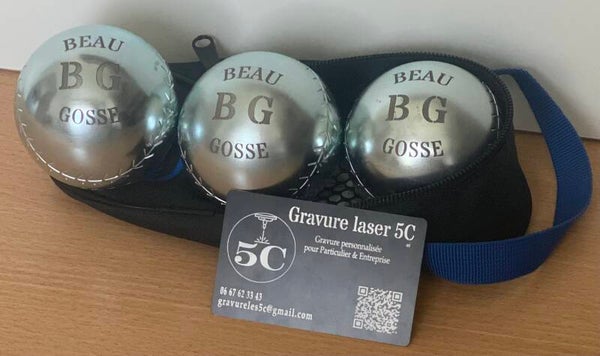 BEAU
B G
GOSSE
BEAU
B G
GOSSE
BEAU
B G
GOSSE
Gravure laser 5C
5C
Gravure personnalisée
pour Particulier & Entreprise
06 67 62 33 43
gravureles5c@gmail.com